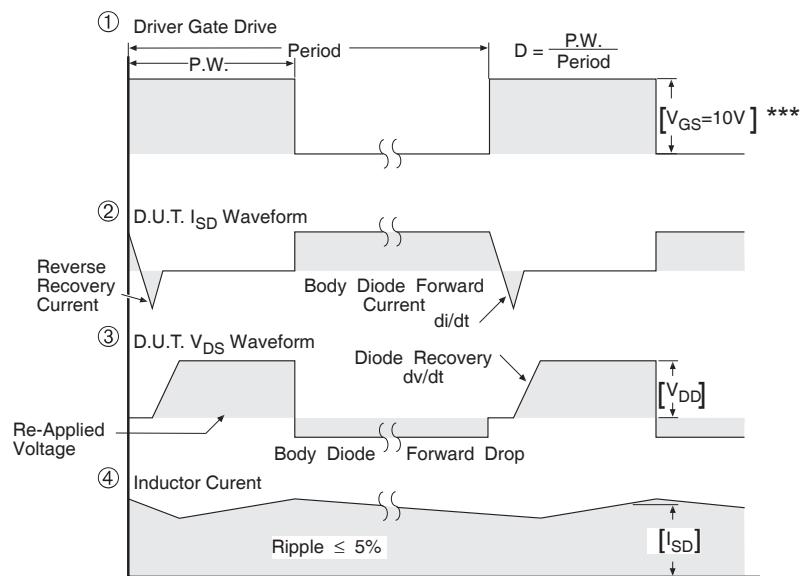 ① Driver Gate Drive
Period
P.W.
D = P.W. / Period
[VGS=10V] ***
② D.U.T. ISD Waveform
Reverse
Recovery
Current
Body Diode Forward
Current
di/dt
③ D.U.T. VDS Waveform
Diode Recovery
dv/dt
[VDD]
Re-Applied
Voltage
Body Diode Forward Drop
④ Inductor Curent
Ripple ≤ 5%
[ISD]